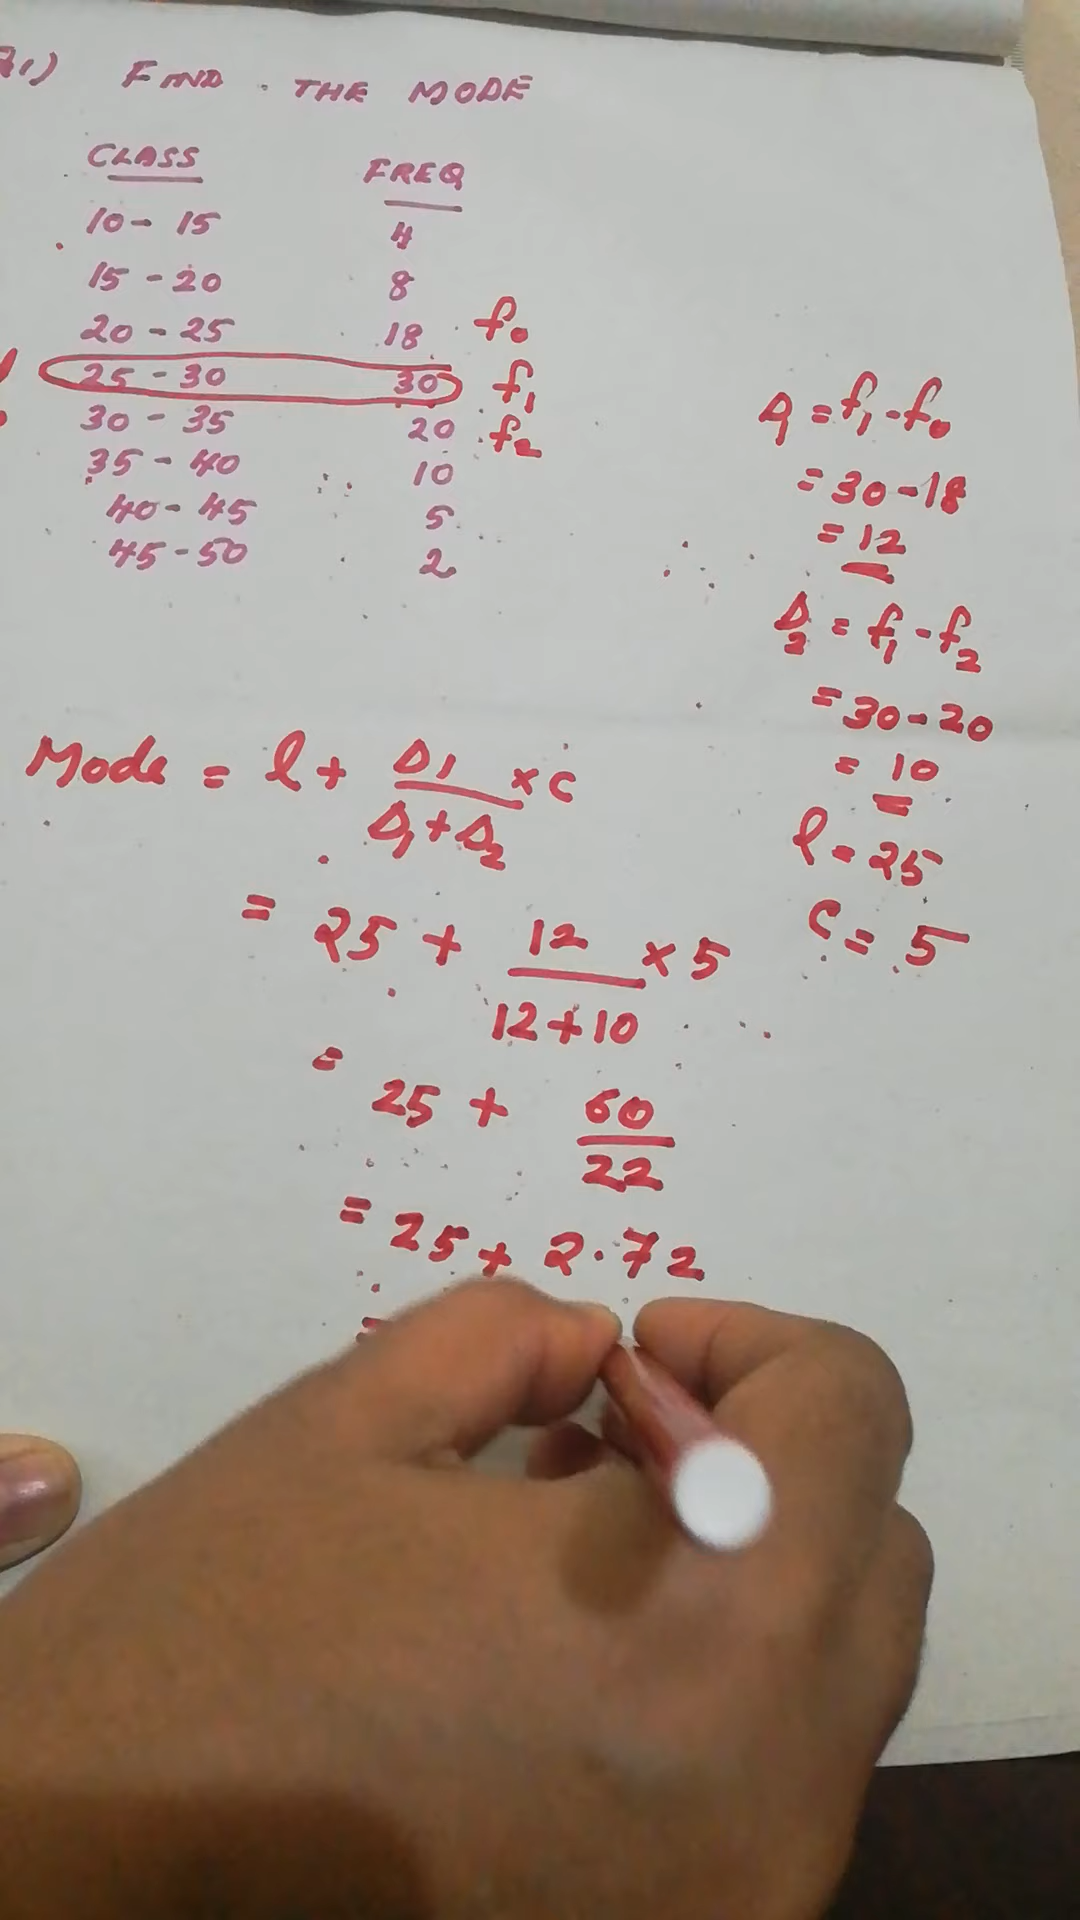 1) FIND THE MODE
CLASS FREQ
10 - 15 4
15 - 20 8
20 - 25 18 f₀
25 - 30 30 f₁
30 - 35 20 f₂
35 - 40 10
40 - 45 5
45 - 50 2
Δ₁ = f₁ - f₀
= 30 - 18
= 12
Δ₂ = f₁ - f₂
= 30 - 20
= 10
l = 25
C = 5
Mode = l + Δ1 / Δ₁ + Δ₂ × C
= 25 + 12 / 12 + 10 × 5
= 25 + 60 / 22
= 25 + 2.72
=